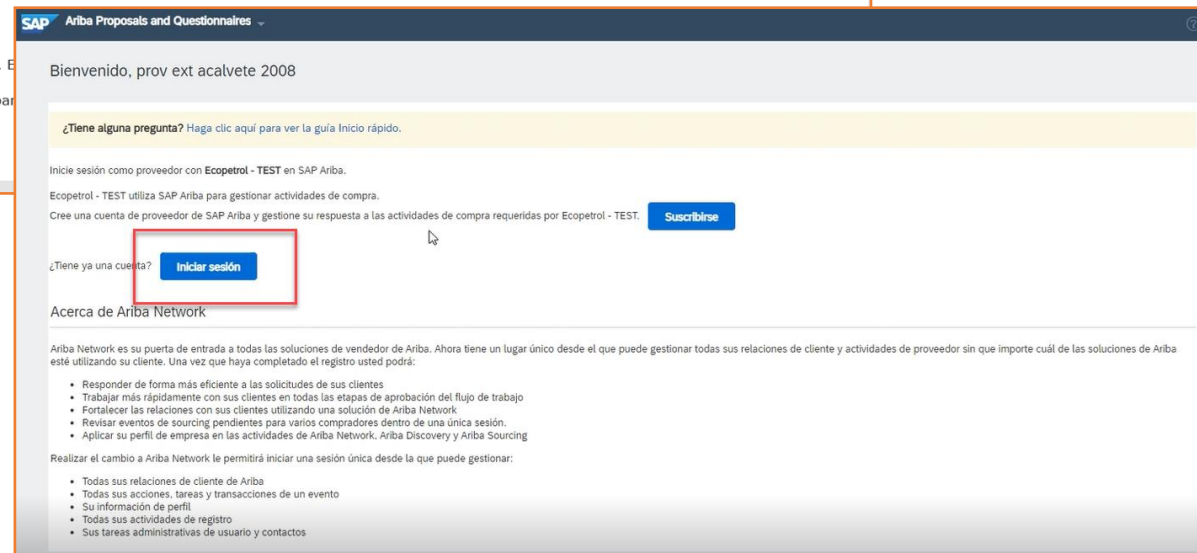 SAP Ariba Proposals and Questionnaires
Bienvenido, prov ext acalvete 2008
¿Tiene alguna pregunta? Haga clic aquí para ver la guía Inicio rápido.
Inicie sesión como proveedor con Ecopetrol - TEST en SAP Ariba.
Ecopetrol - TEST utiliza SAP Ariba para gestionar actividades de compra.
Cree una cuenta de proveedor de SAP Ariba y gestione su respuesta a las actividades de compra requeridas por Ecopetrol - TEST. Suscribirse
¿Tiene ya una cuenta? Iniciar sesión
Acerca de Ariba Network
Ariba Network es su puerta de entrada a todas las soluciones de vendedor de Ariba. Ahora tiene un lugar único desde el que puede gestionar todas sus relaciones de cliente y actividades de proveedor sin que importe cuál de las soluciones de Ariba
esté utilizando su cliente. Una vez que haya completado el registro usted podrá:
• Responder de forma más eficiente a las solicitudes de sus clientes
• Trabajar más rápidamente con sus clientes en todas las etapas de aprobación del flujo de trabajo
• Fortalecer las relaciones con sus clientes utilizando una solución de Ariba Network
• Revisar eventos de sourcing pendientes para varios compradores dentro de una única sesión.
• Aplicar su perfil de empresa en las actividades de Ariba Network, Ariba Discovery y Ariba Sourcing
Realizar el cambio a Ariba Network le permitirá iniciar una sesión única desde la que puede gestionar:
• Todas sus relaciones de cliente de Ariba
• Todas sus acciones, tareas y transacciones de un evento
• Su información de perfil
• Todas sus actividades de registro
• Sus tareas administrativas de usuario y contactos